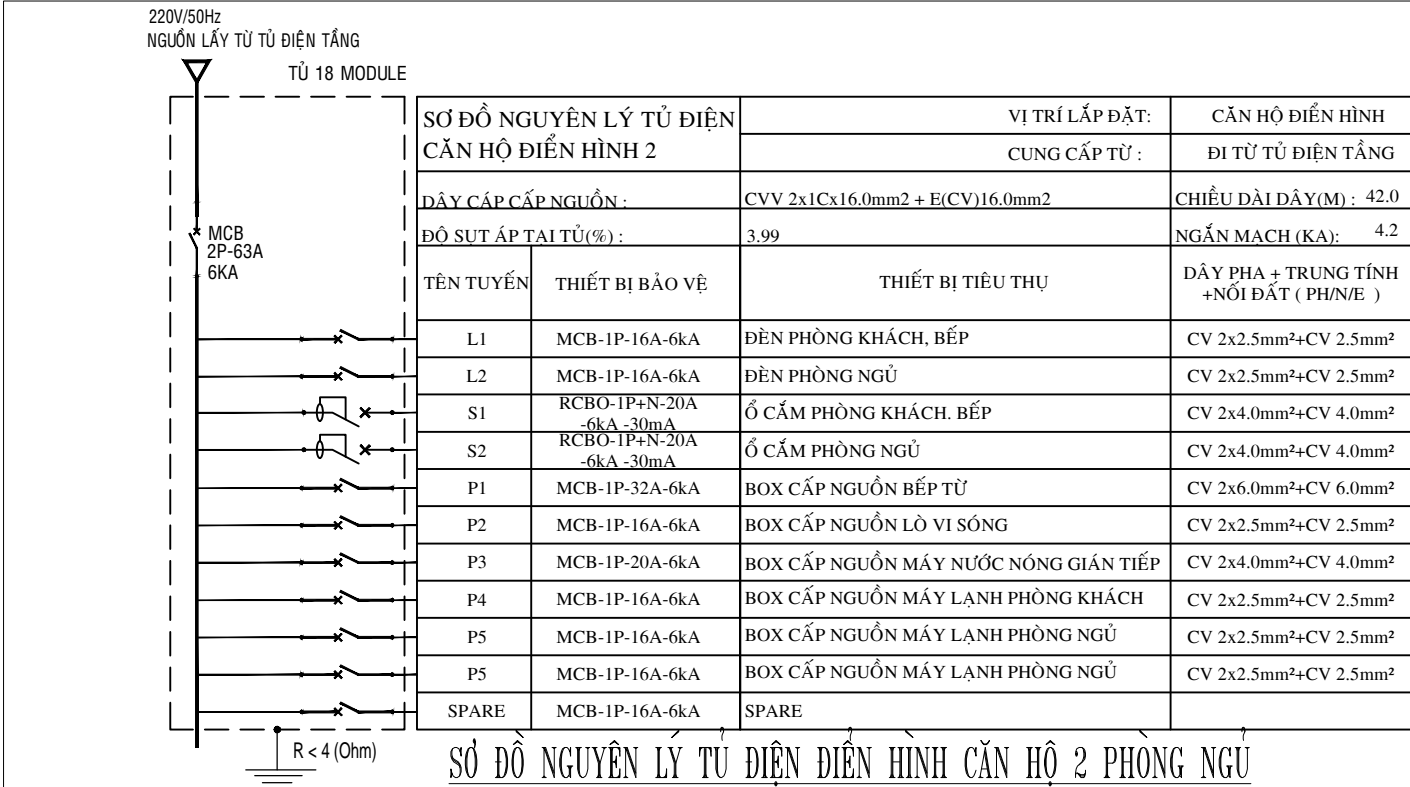 220V/50Hz
NGUỒN LẤY TỪ TỦ ĐIỆN TẦNG
TỦ 18 MODULE
SƠ ĐỒ NGUYÊN LÝ TỦ ĐIỆN
CĂN HỘ ĐIỂN HÌNH 2
VỊ TRÍ LẮP ĐẶT:
CĂN HỘ ĐIỂN HÌNH
CUNG CẤP TỪ :
ĐI TỪ TỦ ĐIỆN TẦNG
DÂY CÁP CẤP NGUỒN :
CVV 2x1Cx16.0mm2 + E(CV)16.0mm2
CHIỀU DÀI DÂY(M) : 42.0
ĐỘ SỤT ÁP TẠI TỦ(%) :
3.99
NGẮN MẠCH (KA): 4.2
MCB
2P-63A
6KA
TÊN TUYẾN
THIẾT BỊ BẢO VỆ
THIẾT BỊ TIÊU THỤ
DÂY PHA + TRUNG TÍNH
+NỐI ĐẤT ( PH/N/E )
L1
MCB-1P-16A-6kA
ĐÈN PHÒNG KHÁCH, BẾP
CV 2x2.5mm²+CV 2.5mm²
L2
MCB-1P-16A-6kA
ĐÈN PHÒNG NGỦ
CV 2x2.5mm²+CV 2.5mm²
S1
RCBO-1P+N-20A
-6kA -30mA
Ổ CẮM PHÒNG KHÁCH. BẾP
CV 2x4.0mm²+CV 4.0mm²
S2
RCBO-1P+N-20A
-6kA -30mA
Ổ CẮM PHÒNG NGỦ
CV 2x4.0mm²+CV 4.0mm²
P1
MCB-1P-32A-6kA
BOX CẤP NGUỒN BẾP TỪ
CV 2x6.0mm²+CV 6.0mm²
P2
MCB-1P-16A-6kA
BOX CẤP NGUỒN LÒ VI SÓNG
CV 2x2.5mm²+CV 2.5mm²
P3
MCB-1P-20A-6kA
BOX CẤP NGUỒN MÁY NƯỚC NÓNG GIÁN TIẾP
CV 2x4.0mm²+CV 4.0mm²
P4
MCB-1P-16A-6kA
BOX CẤP NGUỒN MÁY LẠNH PHÒNG KHÁCH
CV 2x2.5mm²+CV 2.5mm²
P5
MCB-1P-16A-6kA
BOX CẤP NGUỒN MÁY LẠNH PHÒNG NGỦ
CV 2x2.5mm²+CV 2.5mm²
P5
MCB-1P-16A-6kA
BOX CẤP NGUỒN MÁY LẠNH PHÒNG NGỦ
CV 2x2.5mm²+CV 2.5mm²
SPARE
MCB-1P-16A-6kA
SPARE
R < 4 (Ohm)
SƠ ĐỒ NGUYÊN LÝ TỦ ĐIỆN ĐIỂN HÌNH CĂN HỘ 2 PHÒNG NGỦ